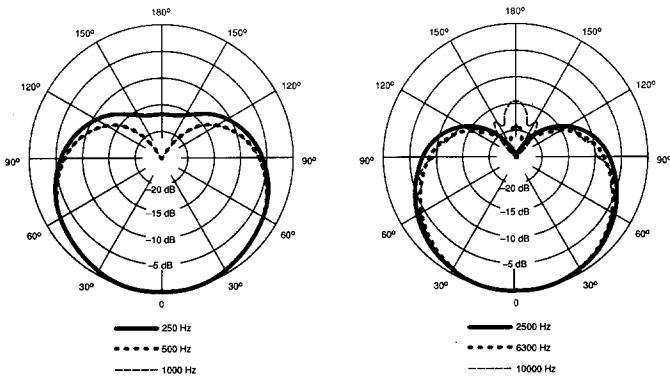 180°
150° 150°
120° 120°
90° 90°
60° 60°
30° 30°
0
–20 dB
–15 dB
–10 dB
–5 dB
250 Hz
500 Hz
1000 Hz
180°
150° 150°
120° 120°
90° 90°
60° 60°
30° 30°
0
–20 dB
–15 dB
–10 dB
–5 dB
2500 Hz
6300 Hz
10000 Hz